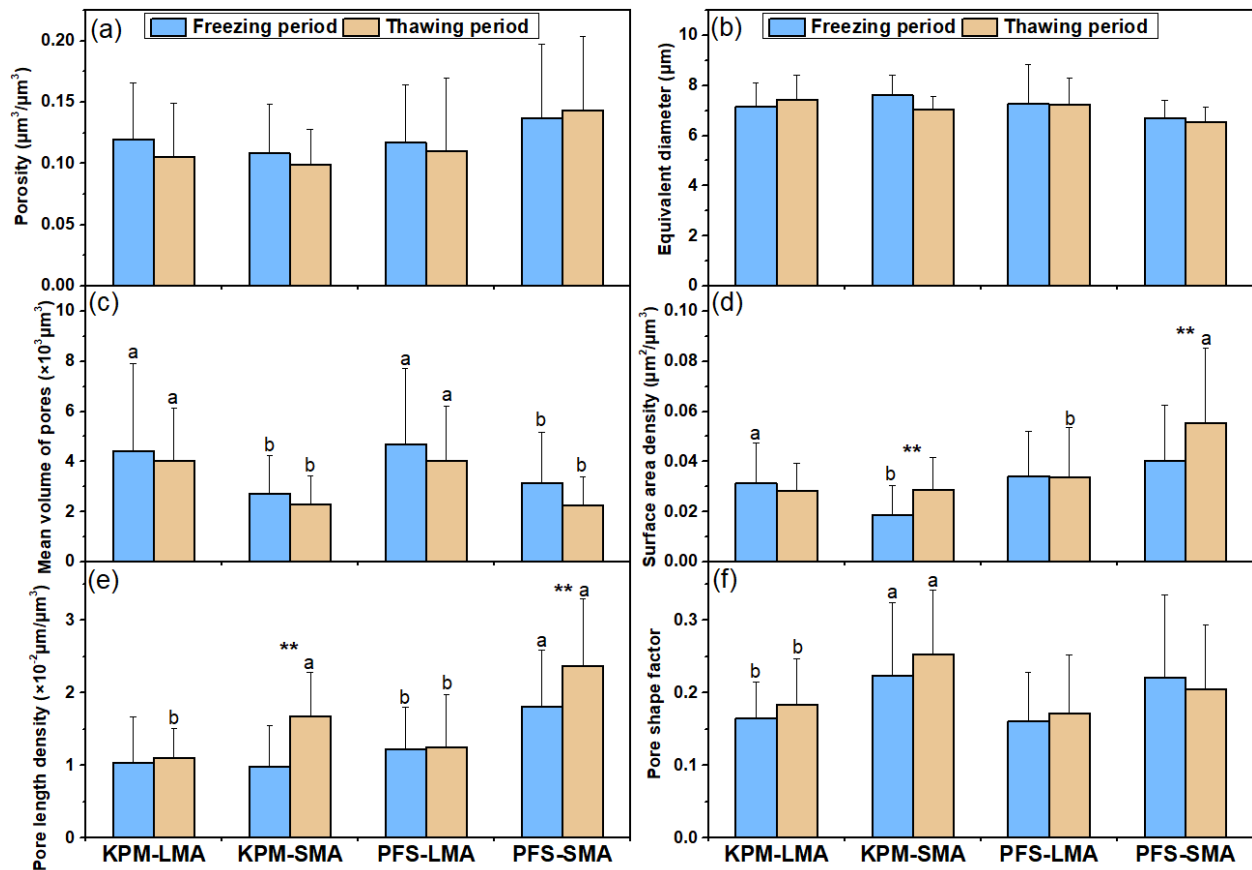 (a)
Freezing period Thawing period
Porosity (μm³/μm³)
0.20
0.15
0.10
0.05
0.00
(b)
Freezing period Thawing period
Equivalent diameter (μm)
10
8
6
4
2
0
(c)
Mean volume of pores (×10³μm³)
10
8
6
4
2
0
a
a
b
b
a
a
b
b
(d)
Surface area density (μm²/μm³)
0.10
0.08
0.06
0.04
0.02
0.00
a
b
**
b
**
a
(e)
Pore length density (×10⁻²μm/μm³)
3
2
1
0
b
**
a
b
b
a
**
a
KPM-LMA KPM-SMA PFS-LMA PFS-SMA
(f)
Pore shape factor
0.3
0.2
0.1
0.0
b
b
a
a
KPM-LMA KPM-SMA PFS-LMA PFS-SMA